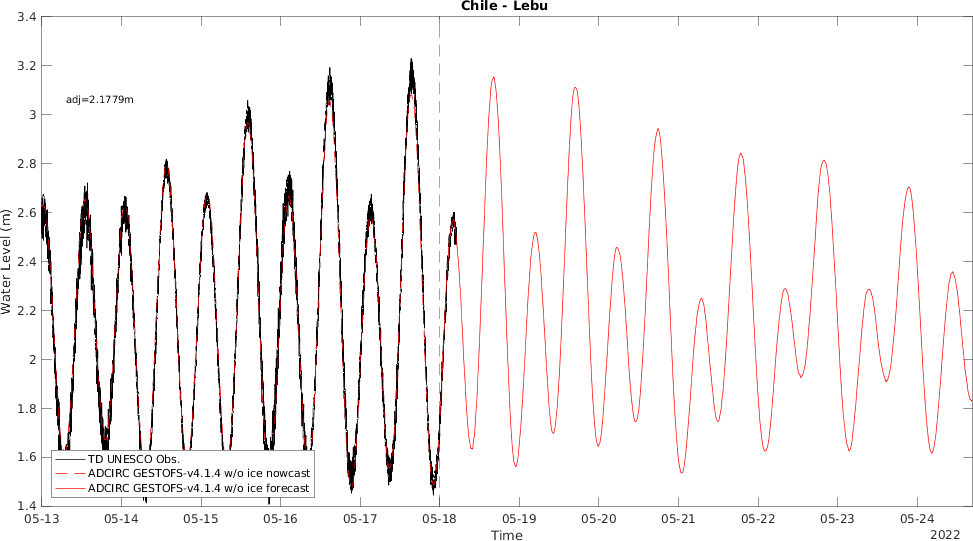 Chile - Lebu
3.4
3.2
3
2.8
2.6
2.4
2.2
2
1.8
1.6
1.4
Water Level (m)
adj=2.1779m
TD UNESCO Obs.
ADCIRC GESTOFS-v4.1.4 w/o ice nowcast
ADCIRC GESTOFS-v4.1.4 w/o ice forecast
05-13 05-14 05-15 05-16 05-17 05-18 05-19 05-20 05-21 05-22 05-23 05-24
2022
Time